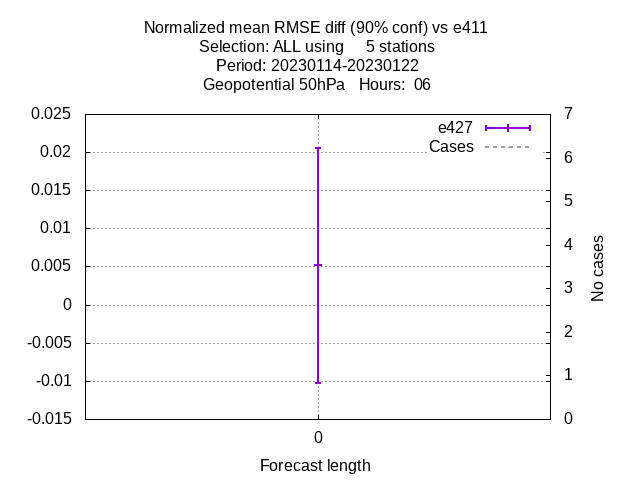 Normalized mean RMSE diff (90% conf) vs e411
Selection: ALL using     5 stations
Period: 20230114-20230122
Geopotential 50hPa   Hours:  06
0.025
0.02
0.015
0.01
0.005
0
-0.005
-0.01
-0.015
7
6
5
4
3
2
1
0
e427
Cases
No cases
0
Forecast length